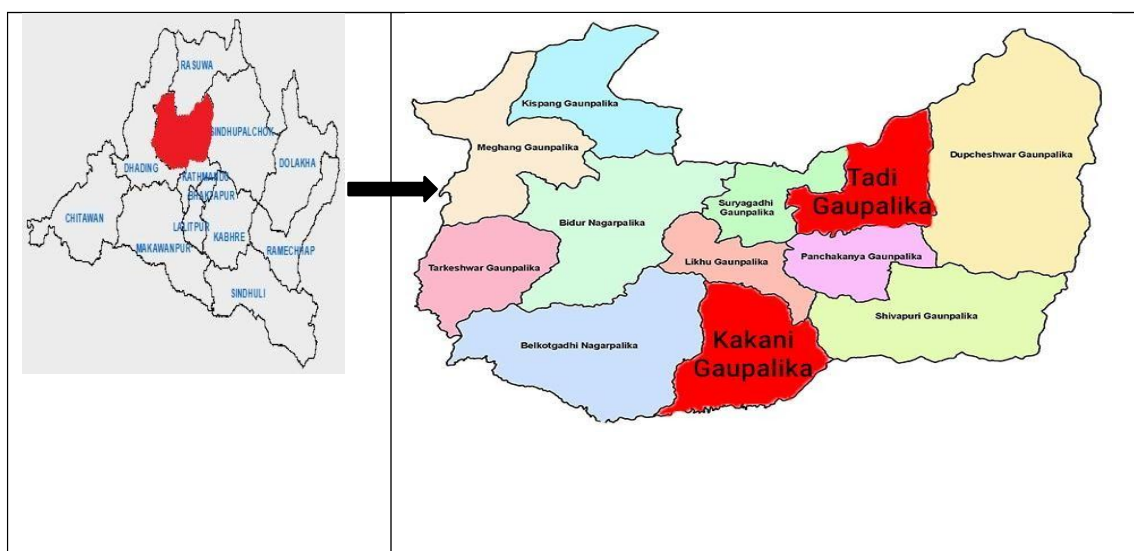 RASUWA
SINDHUPALCHOK
DOLAKHA
DHADING
KATHMANDU
BHAKTAPUR
CHITAWAN
LALITPUR
KABHRE
MAKAWANPUR
RAMECHHAP
SINDHULI
Kispang Gaunpalika
Meghang Gaunpalika
Dupcheshwar Gaunpalika
Tadi
Gaupalika
Suryagadhi
Gaunpalika
Bidur Nagarpalika
Panchakanya Gaunpalika
Likhu Gaunpalika
Tarkeshwar Gaunpalika
Shivapuri Gaunpalika
Kakani
Gaupalika
Belkotgadhi Nagarpalika